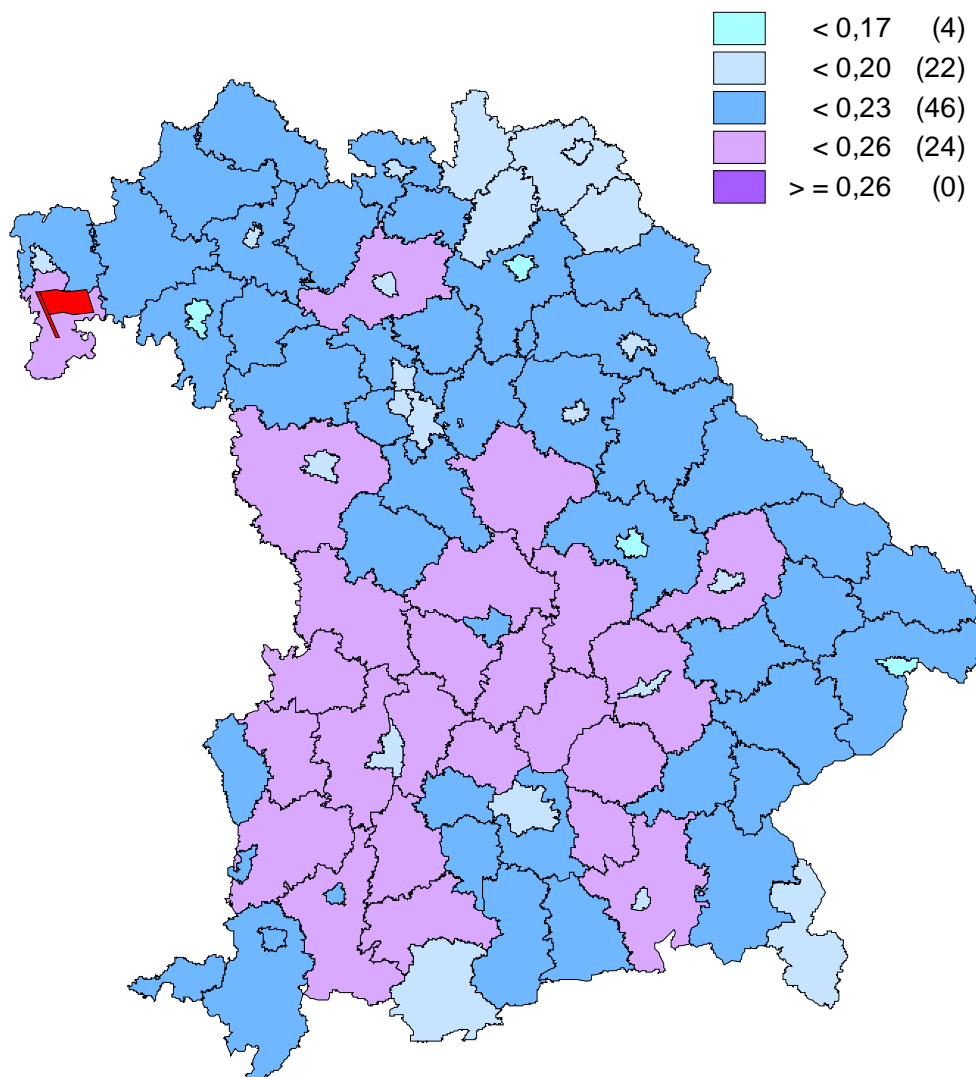 < 0,17 (4)
< 0,20 (22)
< 0,23 (46)
< 0,26 (24)
> = 0,26 (0)